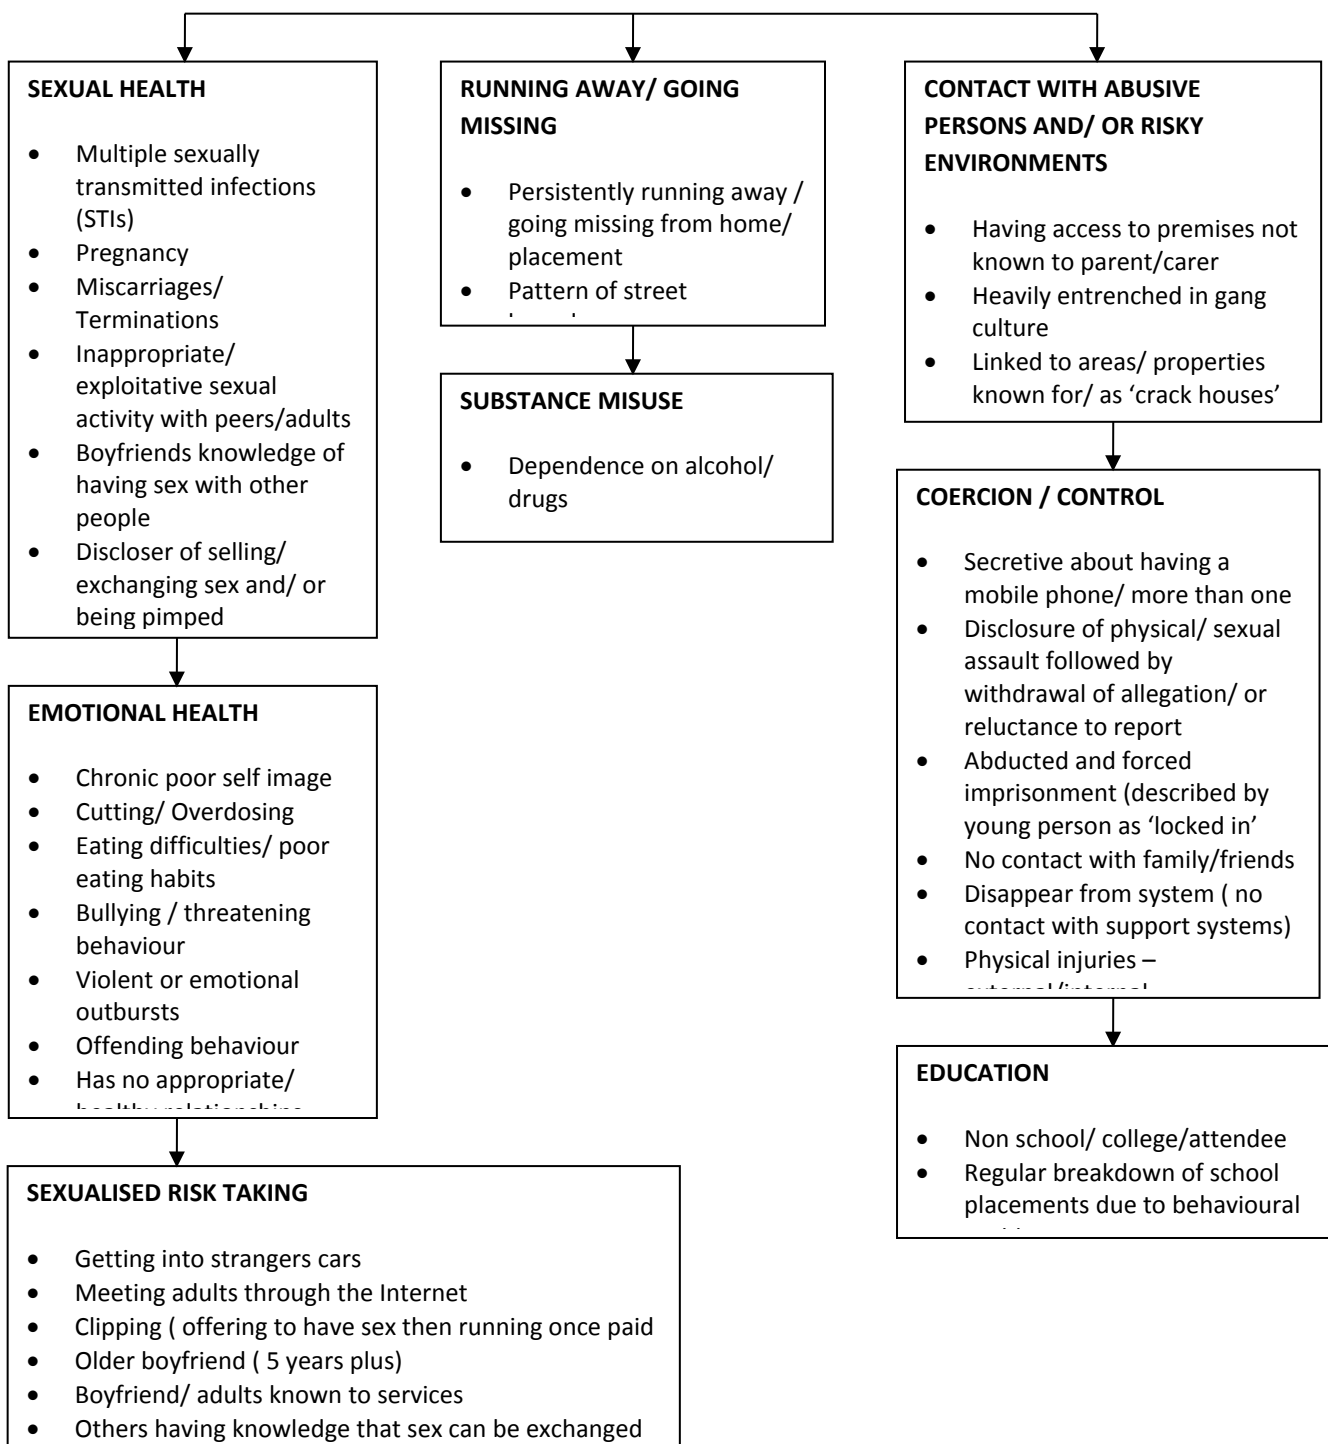 SEXUAL HEALTH
• Multiple sexually
transmitted infections
(STIs)
• Pregnancy
• Miscarriages/
Terminations
• Inappropriate/
exploitative sexual
activity with peers/adults
• Boyfriends knowledge of
having sex with other
people
• Discloser of selling/
exchanging sex and/ or
being pimped
EMOTIONAL HEALTH
• Chronic poor self image
• Cutting/ Overdosing
• Eating difficulties/ poor
eating habits
• Bullying / threatening
behaviour
• Violent or emotional
outbursts
• Offending behaviour
• Has no appropriate/
healthy relationships
SEXUALISED RISK TAKING
• Getting into strangers cars
• Meeting adults through the Internet
• Clipping ( offering to have sex then running once paid
• Older boyfriend ( 5 years plus)
• Boyfriend/ adults known to services
• Others having knowledge that sex can be exchanged
RUNNING AWAY/ GOING
MISSING
• Persistently running away /
going missing from home/
placement
• Pattern of street
SUBSTANCE MISUSE
• Dependence on alcohol/
drugs
CONTACT WITH ABUSIVE
PERSONS AND/ OR RISKY
ENVIRONMENTS
• Having access to premises not
known to parent/carer
• Heavily entrenched in gang
culture
• Linked to areas/ properties
known for/ as ‘crack houses’
COERCION / CONTROL
• Secretive about having a
mobile phone/ more than one
• Disclosure of physical/ sexual
assault followed by
withdrawal of allegation/ or
reluctance to report
• Abducted and forced
imprisonment (described by
young person as ‘locked in’
• No contact with family/friends
• Disappear from system ( no
contact with support systems)
• Physical injuries –
external/internal
EDUCATION
• Non school/ college/attendee
• Regular breakdown of school
placements due to behavioural